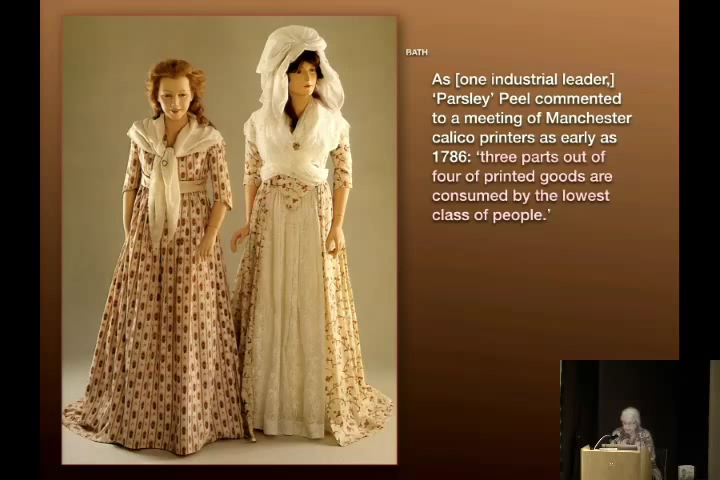 BATH
As [one industrial leader,]
‘Parsley’ Peel commented
to a meeting of Manchester
calico printers as early as
1786: ‘three parts out of
four of printed goods are
consumed by the lowest
class of people.’